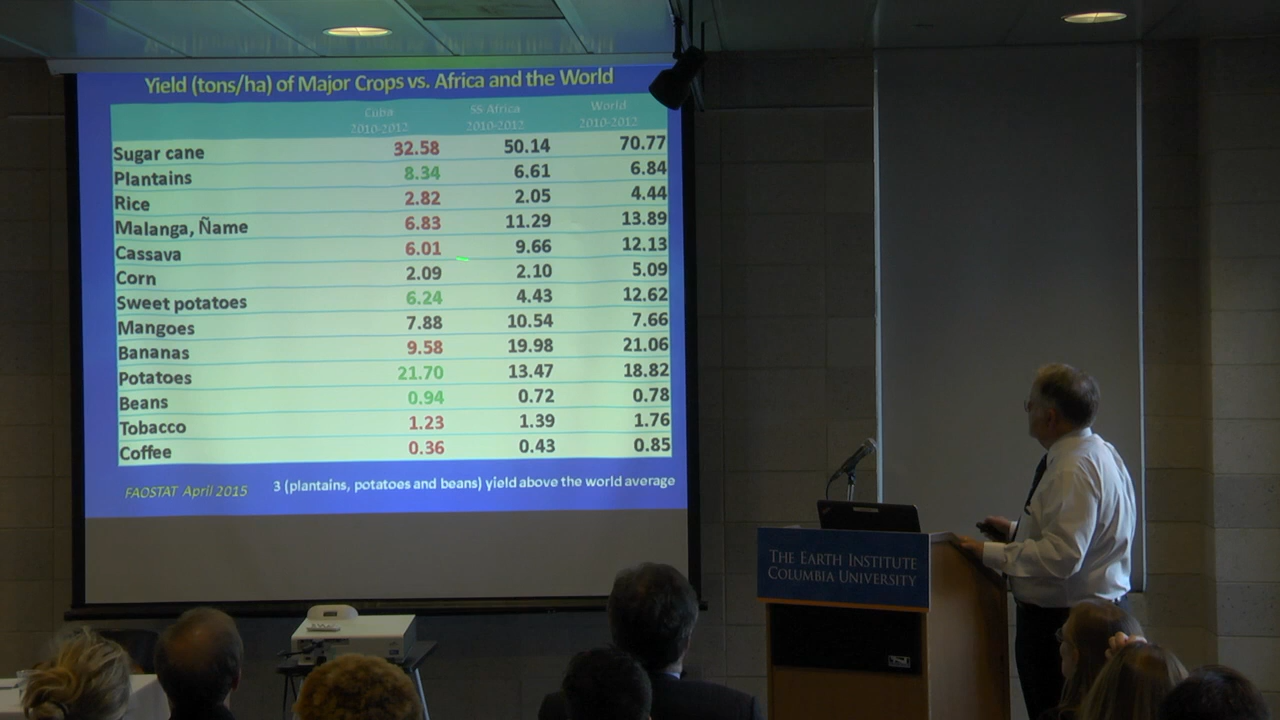 Yield (tons/ha) of Major Crops vs. Africa and the World
Cuba 2010-2012 SS Africa 2010-2012 World 2010-2012
Sugar cane 32.58 50.14 70.77
Plantains 8.34 6.61 6.84
Rice 2.82 2.05 4.44
Malanga, Ñame 6.83 11.29 13.89
Cassava 6.01 9.66 12.13
Corn 2.09 2.10 5.09
Sweet potatoes 6.24 4.43 12.62
Mangoes 7.88 10.54 7.66
Bananas 9.58 19.98 21.06
Potatoes 21.70 13.47 18.82
Beans 0.94 0.72 0.78
Tobacco 1.23 1.39 1.76
Coffee 0.36 0.43 0.85
FAOSTAT April 2015 3 (plantains, potatoes and beans) yield above the world average
THE EARTH INSTITUTE
COLUMBIA UNIVERSITY